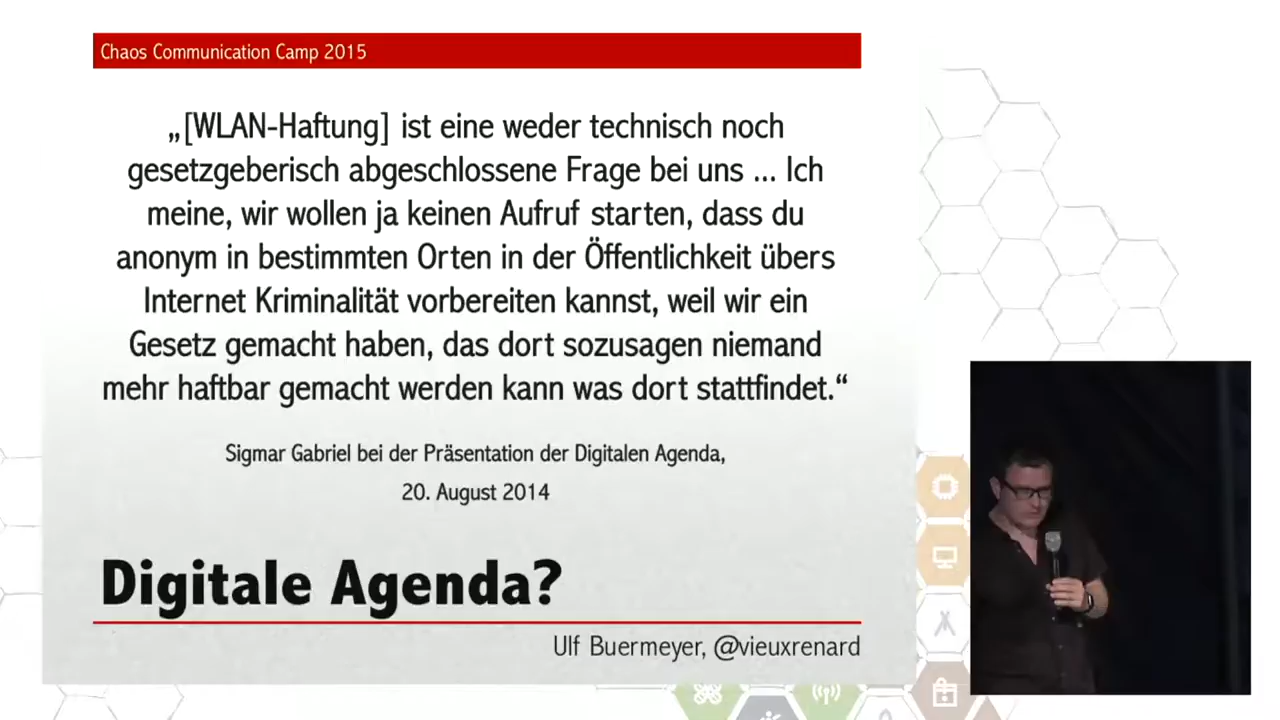 Chaos Communication Camp 2015
„[WLAN-Haftung] ist eine weder technisch noch
gesetzgeberisch abgeschlossene Frage bei uns ... Ich
meine, wir wollen ja keinen Aufruf starten, dass du
anonym in bestimmten Orten in der Öffentlichkeit übers
Internet Kriminalität vorbereiten kannst, weil wir ein
Gesetz gemacht haben, das dort sozusagen niemand
mehr haftbar gemacht werden kann was dort stattfindet.“
Sigmar Gabriel bei der Präsentation der Digitalen Agenda,
20. August 2014
Digitale Agenda?
Ulf Buermeyer, @vieuxrenard